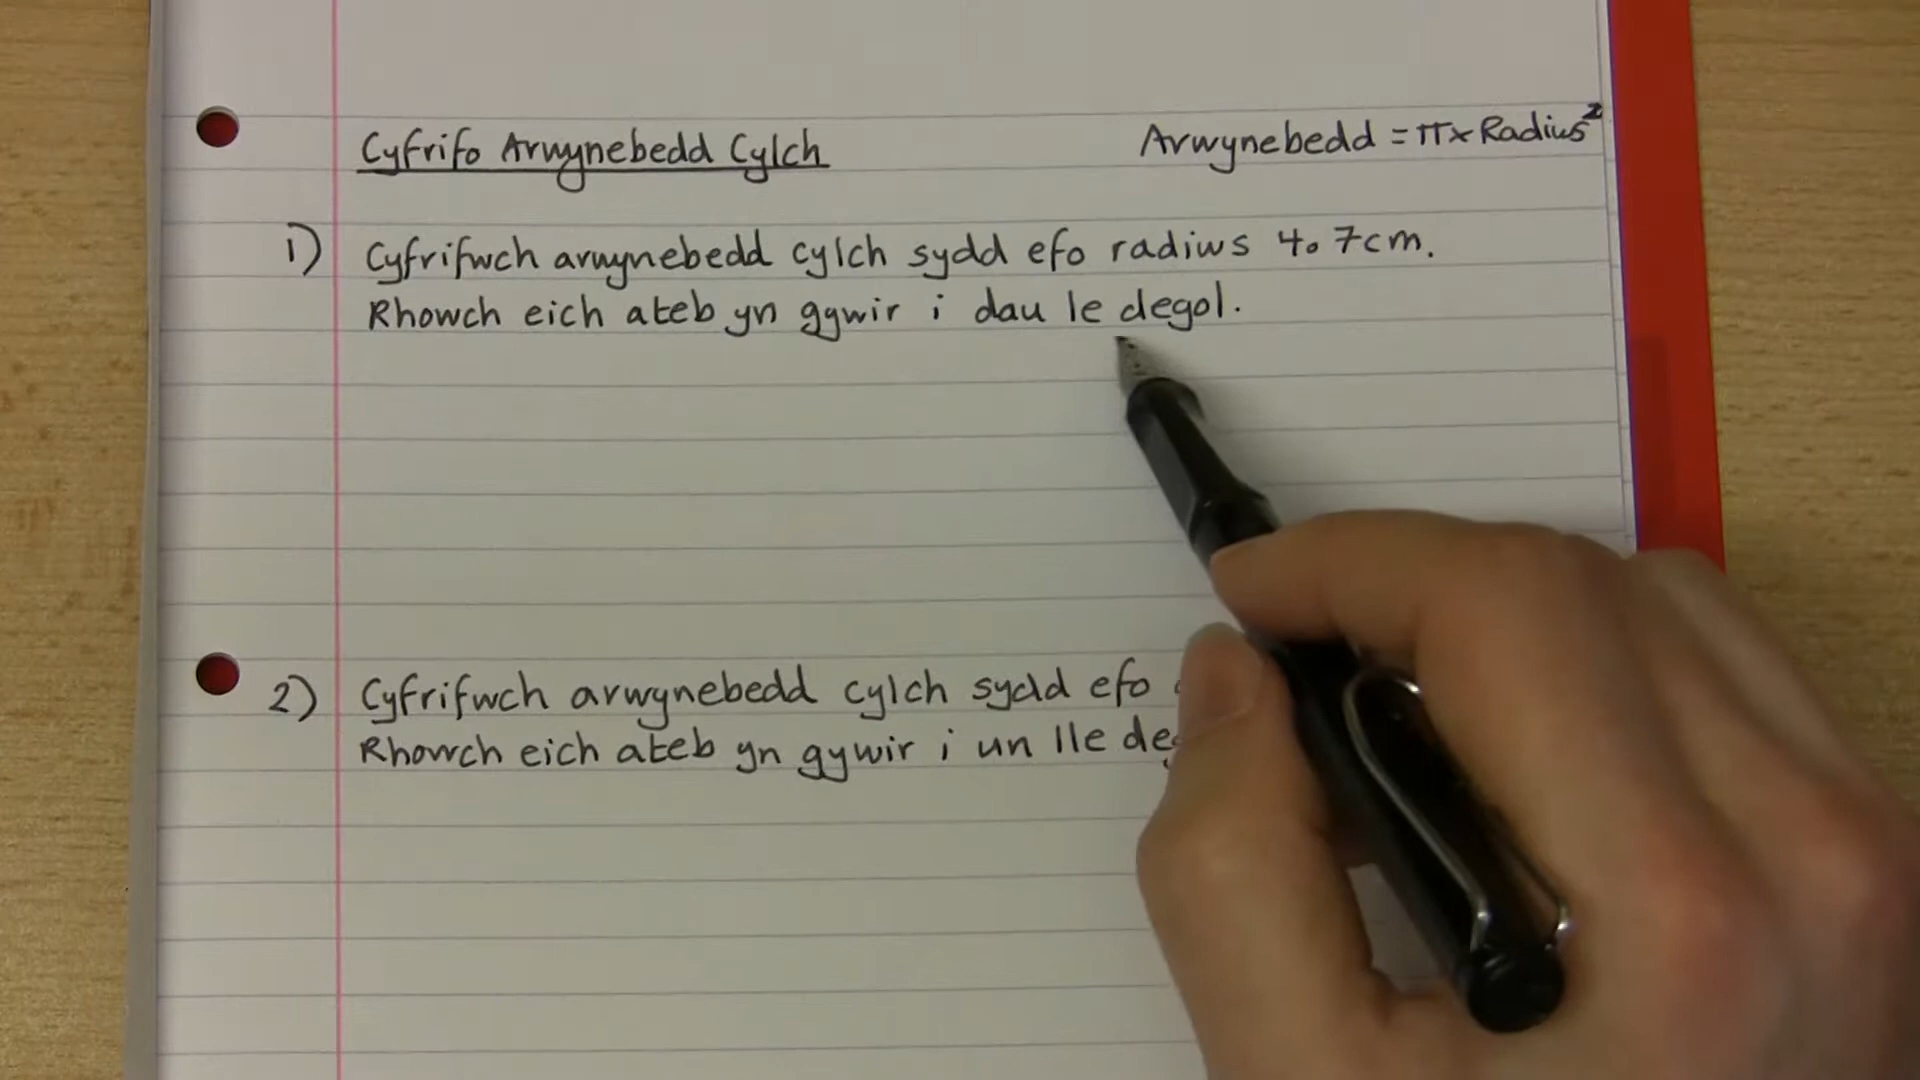 Cyfrifo Arwynebedd Cylch
Arwynebedd = π x Radiws²
1) Cyfrifwch arwynebedd cylch sydd efo radiws 4.7cm.
Rhowch eich ateb yn gywir i dau le degol.
2) Cyfrifwch arwynebedd cylch sydd efo
Rhowch eich ateb yn gywir i un lle